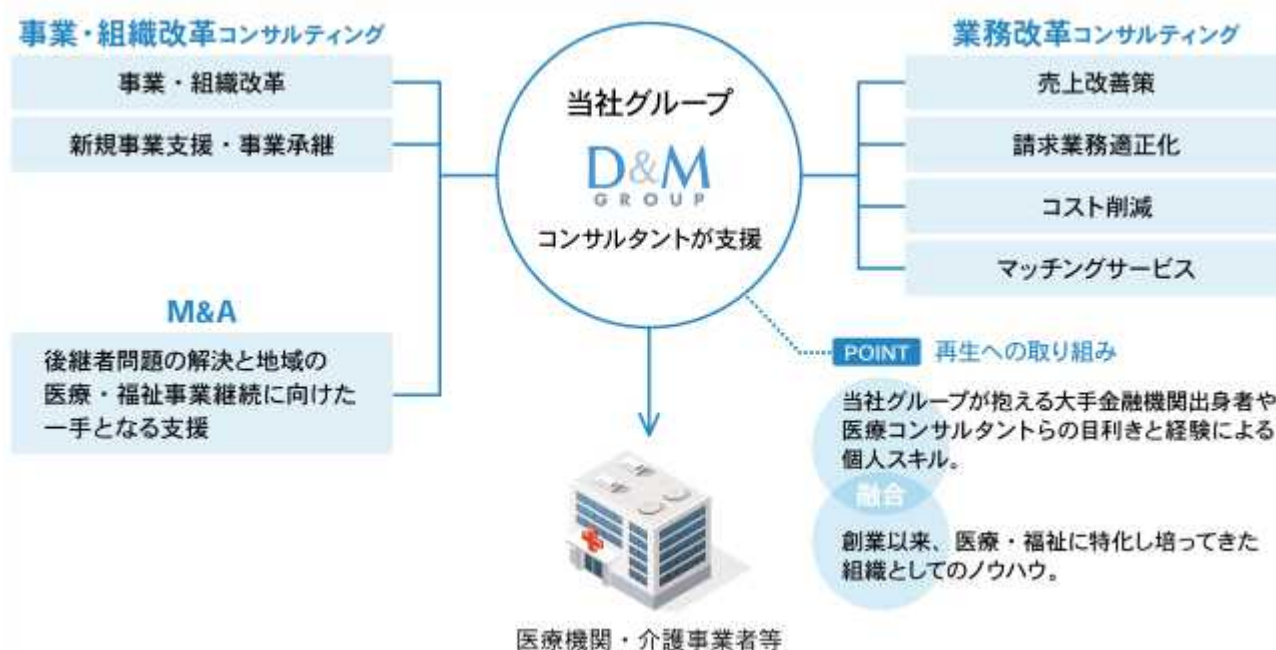 事業・組織改革コンサルティング
事業・組織改革
新規事業支援・事業承継
M&A
後継者問題の解決と地域の
医療・福祉事業継続に向けた
一手となる支援
当社グループ
D&M
GROUP
コンサルタントが支援
業務改革コンサルティング
売上改善策
請求業務適正化
コスト削減
マッチングサービス
POINT 再生への取り組み
当社グループが抱える大手金融機関出身者や
医療コンサルタントらの目利きと経験による
個人スキル。
融合
創業以来、医療・福祉に特化し培ってきた
組織としてのノウハウ。
医療機関・介護事業者等